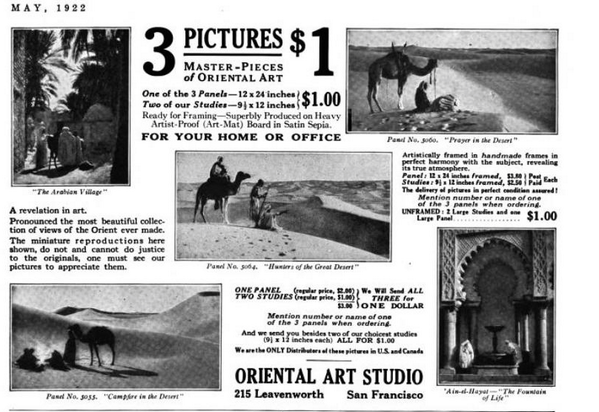 MAY, 1922
3 PICTURES $1
MASTER-PIECES
of ORIENTAL ART
One of the 3 Panels—12 x 24 inches
Two of our Studies—9½ x 12 inches
$1.00
Ready for Framing—Superbly Produced on Heavy
Artist-Proof (Art-Mat) Board in Satin Sepia.
FOR YOUR HOME OR OFFICE
Panel No. 3060. "Prayer in the Desert"
"The Arabian Village"
Artistically framed in handmade frames in
perfect harmony with the subject, revealing
its true atmosphere.
Panel: 12 x 24 inches framed, $3.80 Post
Studies: 9½ x 12 inches framed, $2.50 Paid Each
The delivery of pictures in perfect condition assured!
Mention number or name of one
of the 3 panels when ordering.
UNFRAMED: 2 Large Studies and one
Large Panel $1.00
A revelation in art.
Pronounced the most beautiful collec-
tion of views of the Orient ever made.
The miniature reproductions here
shown, do not and cannot do justice
to the originals, one must see our
pictures to appreciate them.
Panel No. 3064. "Hunters of the Great Desert"
ONE PANEL (regular price, $2.00)
TWO STUDIES (regular price, $1.00)
$3.00
We Will Send ALL
THREE for
ONE DOLLAR
Mention number or name of one
of the 3 panels when ordering.
And we send you besides two of our choicest studies
(9½ x 12 inches each) ALL FOR $1.00
We are the ONLY Distributors of these pictures in U.S. and Canada
ORIENTAL ART STUDIO
215 Leavenworth San Francisco
Panel No. 3055. "Campfire in the Desert"
"Ain-el-Hayat—"The Fountain
of Life"